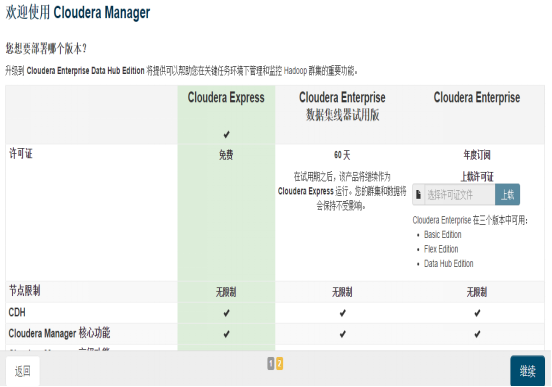 欢迎使用 Cloudera Manager
您想要部署哪个版本？
升级到 Cloudera Enterprise Data Hub Edition 将提供可以帮助您在关键任务环境下管理和监控 Hadoop 群集的重要功能。
Cloudera Express
Cloudera Enterprise
数据集线器试用版
Cloudera Enterprise
许可证
免费
60 天
在试用期之后，该产品将继续作为
Cloudera Express 运行。您的群集和数据将
会保持不受影响。
年度订阅
上载许可证
选择许可证文件 上载
Cloudera Enterprise 在三个版本中可用：
• Basic Edition
• Flex Edition
• Data Hub Edition
节点限制 无限制 无限制 无限制
CDH ✔ ✔ ✔
Cloudera Manager 核心功能 ✔ ✔ ✔
返回 1 2 继续